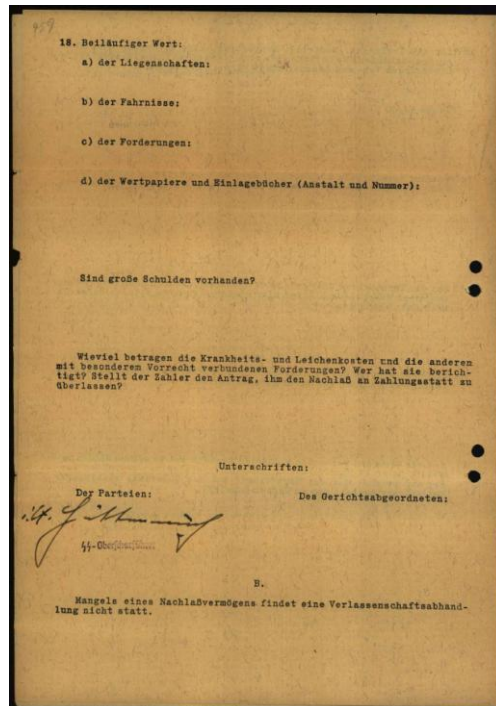 959
18. Beiläufiger Wert:
a) der Liegenschaften:
b) der Fahrnisse:
c) der Forderungen:
d) der Wertpapiere und Einlagebücher (Anstalt und Nummer):
Sind große Schulden vorhanden?
Wieviel betragen die Krankheits- und Leichenkosten und die anderen
mit besonderem Vorrecht verbundenen Forderungen? Wer hat sie berich-
tigt? Stellt der Zahler den Antrag, ihm den Nachlaß an Zahlungsstatt zu
überlassen?
Unterschriften:
Der Parteien:
Des Gerichtsabgeordneten:
B.
Mangels eines Nachlaßvermögens findet eine Verlassenschaftsabhand-
lung nicht statt.